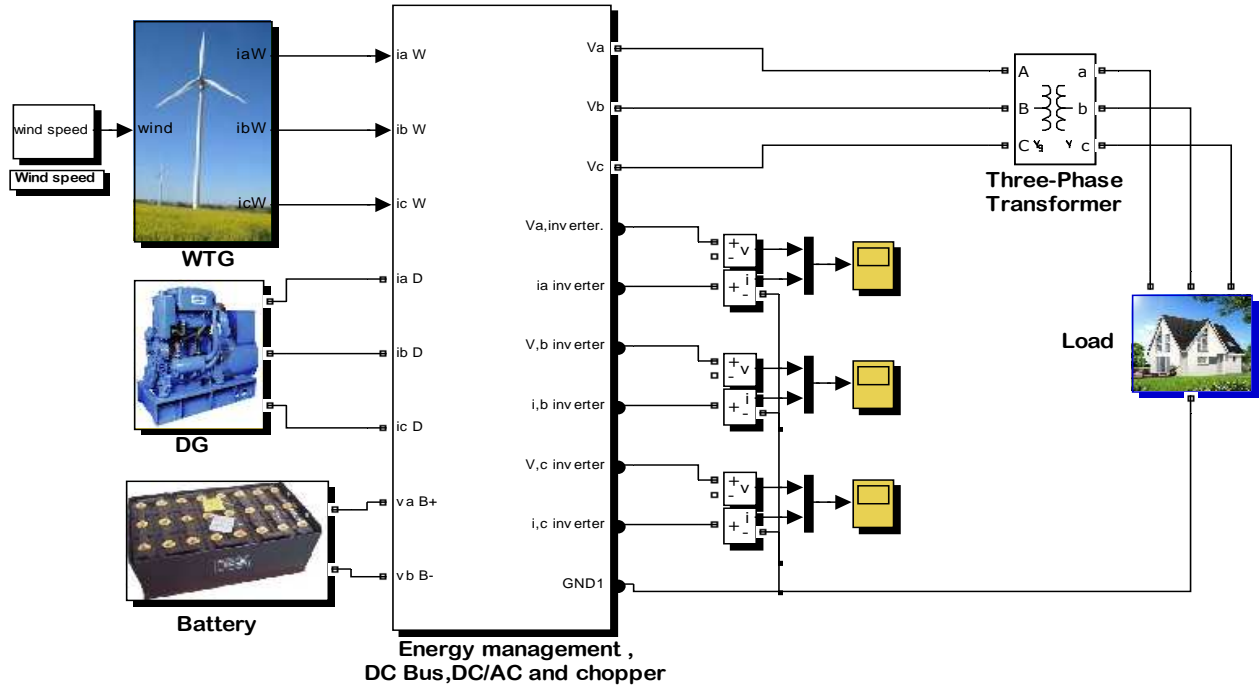 wind speed
Wind speed
wind
iaW
ibW
icW
WTG
DG
Battery
ia W
ib W
ic W
ia D
ib D
ic D
va B+
vb B-
Va
Vb
Vc
Va,inverter.
ia inverter
V,b inverter
i,b inverter
V,c inverter
i,c inverter
GND1
Energy management ,
DC Bus,DC/AC and chopper
+
- v
+ i
-
+
- v
+ i
-
+
- v
+ i
-
A a
B b
C c
Three-Phase
Transformer
Load